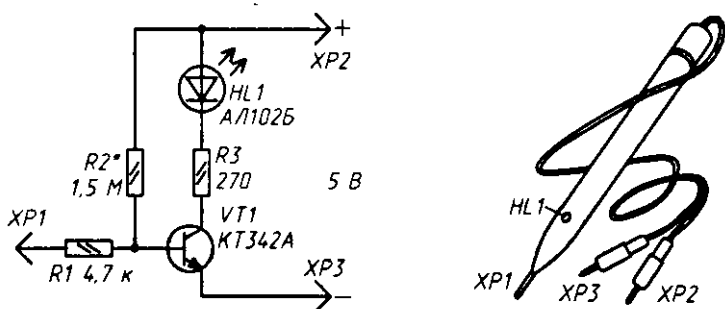 +
XP2
HL1
АЛ102Б
R2*
1,5 М
R3
270
5 В
XP1
VT1
КТ342А
R1 4,7 к
XP3
−
HL1
XP1
XP3
XP2